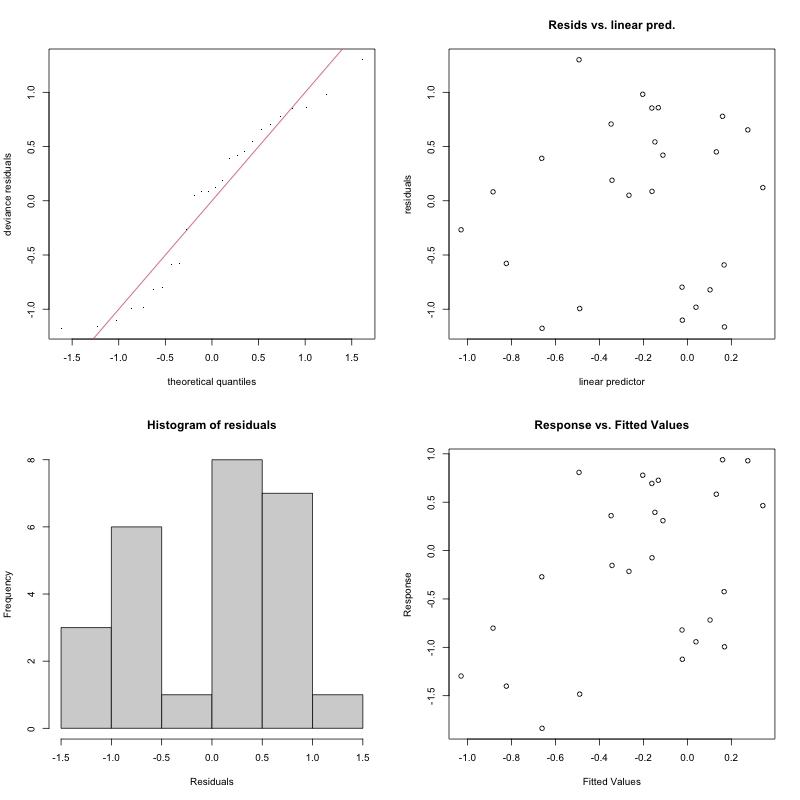 deviance residuals
1.0
0.5
0.0
-0.5
-1.0
-1.5 -1.0 -0.5 0.0 0.5 1.0 1.5
theoretical quantiles
Resids vs. linear pred.
residuals
1.0
0.5
0.0
-0.5
-1.0
-1.0 -0.8 -0.6 -0.4 -0.2 0.0 0.2
linear predictor
Histogram of residuals
Frequency
8
6
4
2
0
-1.5 -1.0 -0.5 0.0 0.5 1.0 1.5
Residuals
Response vs. Fitted Values
Response
1.0
0.5
0.0
-0.5
-1.0
-1.5
-1.0 -0.8 -0.6 -0.4 -0.2 0.0 0.2
Fitted Values